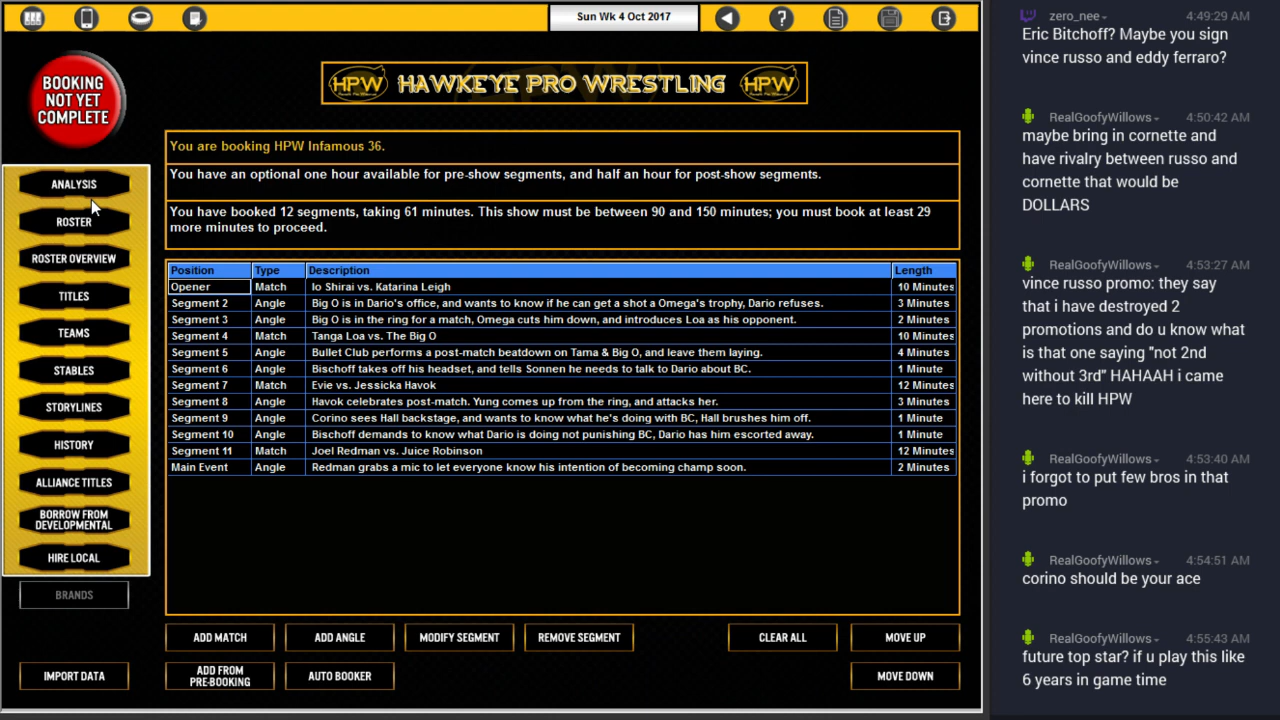 Sun Wk 4 Oct 2017
?
BOOKING
NOT YET
COMPLETE
HPW HAWKEYE PRO WRESTLING HPW
You are booking HPW Infamous 36.
You have an optional one hour available for pre-show segments, and half an hour for post-show segments.
You have booked 12 segments, taking 61 minutes. This show must be between 90 and 150 minutes; you must book at least 29
more minutes to proceed.
ANALYSIS
ROSTER
ROSTER OVERVIEW
TITLES
TEAMS
STABLES
STORYLINES
HISTORY
ALLIANCE TITLES
BORROW FROM
DEVELOPMENTAL
HIRE LOCAL
BRANDS
IMPORT DATA
Position Type Description Length
Opener Match Io Shirai vs. Katarina Leigh 10 Minutes
Segment 2 Angle Big O is in Dario's office, and wants to know if he can get a shot a Omega's trophy, Dario refuses. 3 Minutes
Segment 3 Angle Big O is in the ring for a match, Omega cuts him down, and introduces Loa as his opponent. 2 Minutes
Segment 4 Match Tanga Loa vs. The Big O 10 Minutes
Segment 5 Angle Bullet Club performs a post-match beatdown on Tama & Big O, and leave them laying. 4 Minutes
Segment 6 Angle Bischoff takes off his headset, and tells Sonnen he needs to talk to Dario about BC. 1 Minute
Segment 7 Match Evie vs. Jessicka Havok 12 Minutes
Segment 8 Angle Havok celebrates post-match. Yung comes up from the ring, and attacks her. 3 Minutes
Segment 9 Angle Corino sees Hall backstage, and wants to know what he's doing with BC, Hall brushes him off. 1 Minute
Segment 10 Angle Bischoff demands to know what Dario is doing not punishing BC, Dario has him escorted away. 1 Minute
Segment 11 Match Joel Redman vs. Juice Robinson 12 Minutes
Main Event Angle Redman grabs a mic to let everyone know his intention of becoming champ soon. 2 Minutes
ADD MATCH ADD ANGLE MODIFY SEGMENT REMOVE SEGMENT CLEAR ALL MOVE UP
ADD FROM
PRE-BOOKING
AUTO BOOKER MOVE DOWN
zero_nee 4:49:29 AM
Eric Bitchoff? Maybe you sign
vince russo and eddy ferraro?
RealGoofyWillows 4:50:42 AM
maybe bring in cornette and
have rivalry between russo and
cornette that would be
DOLLARS
RealGoofyWillows 4:53:27 AM
vince russo promo: they say
that i have destroyed 2
promotions and do u know what
is that one saying "not 2nd
without 3rd" HAHAAH i came
here to kill HPW
RealGoofyWillows 4:53:40 AM
i forgot to put few bros in that
promo
RealGoofyWillows 4:54:51 AM
corino should be your ace
RealGoofyWillows 4:55:43 AM
future top star? if u play this like
6 years in game time